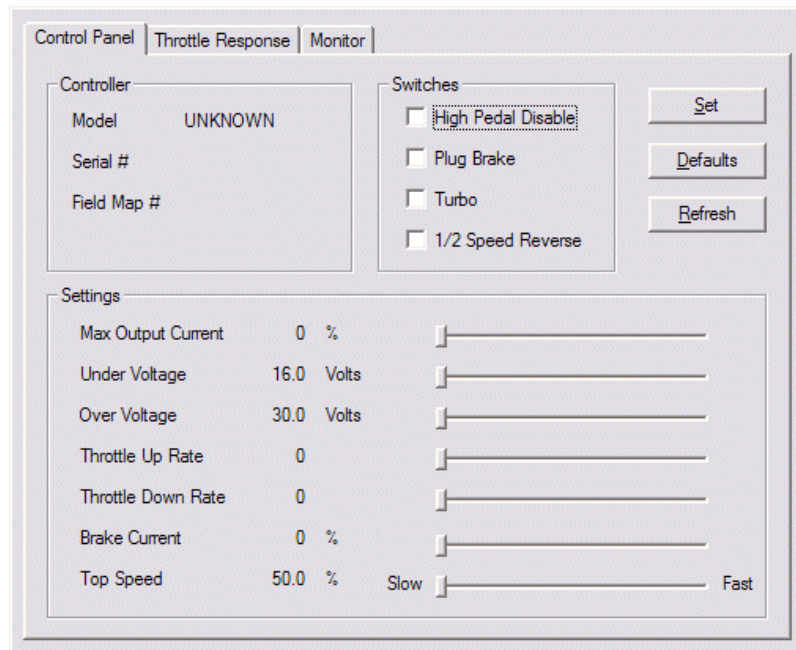 Control Panel Throttle Response Monitor
Controller
Model UNKNOWN
Serial #
Field Map #
Switches
High Pedal Disable
Plug Brake
Turbo
1/2 Speed Reverse
Set
Defaults
Refresh
Settings
Max Output Current 0 %
Under Voltage 16.0 Volts
Over Voltage 30.0 Volts
Throttle Up Rate 0
Throttle Down Rate 0
Brake Current 0 %
Top Speed 50.0 % Slow Fast